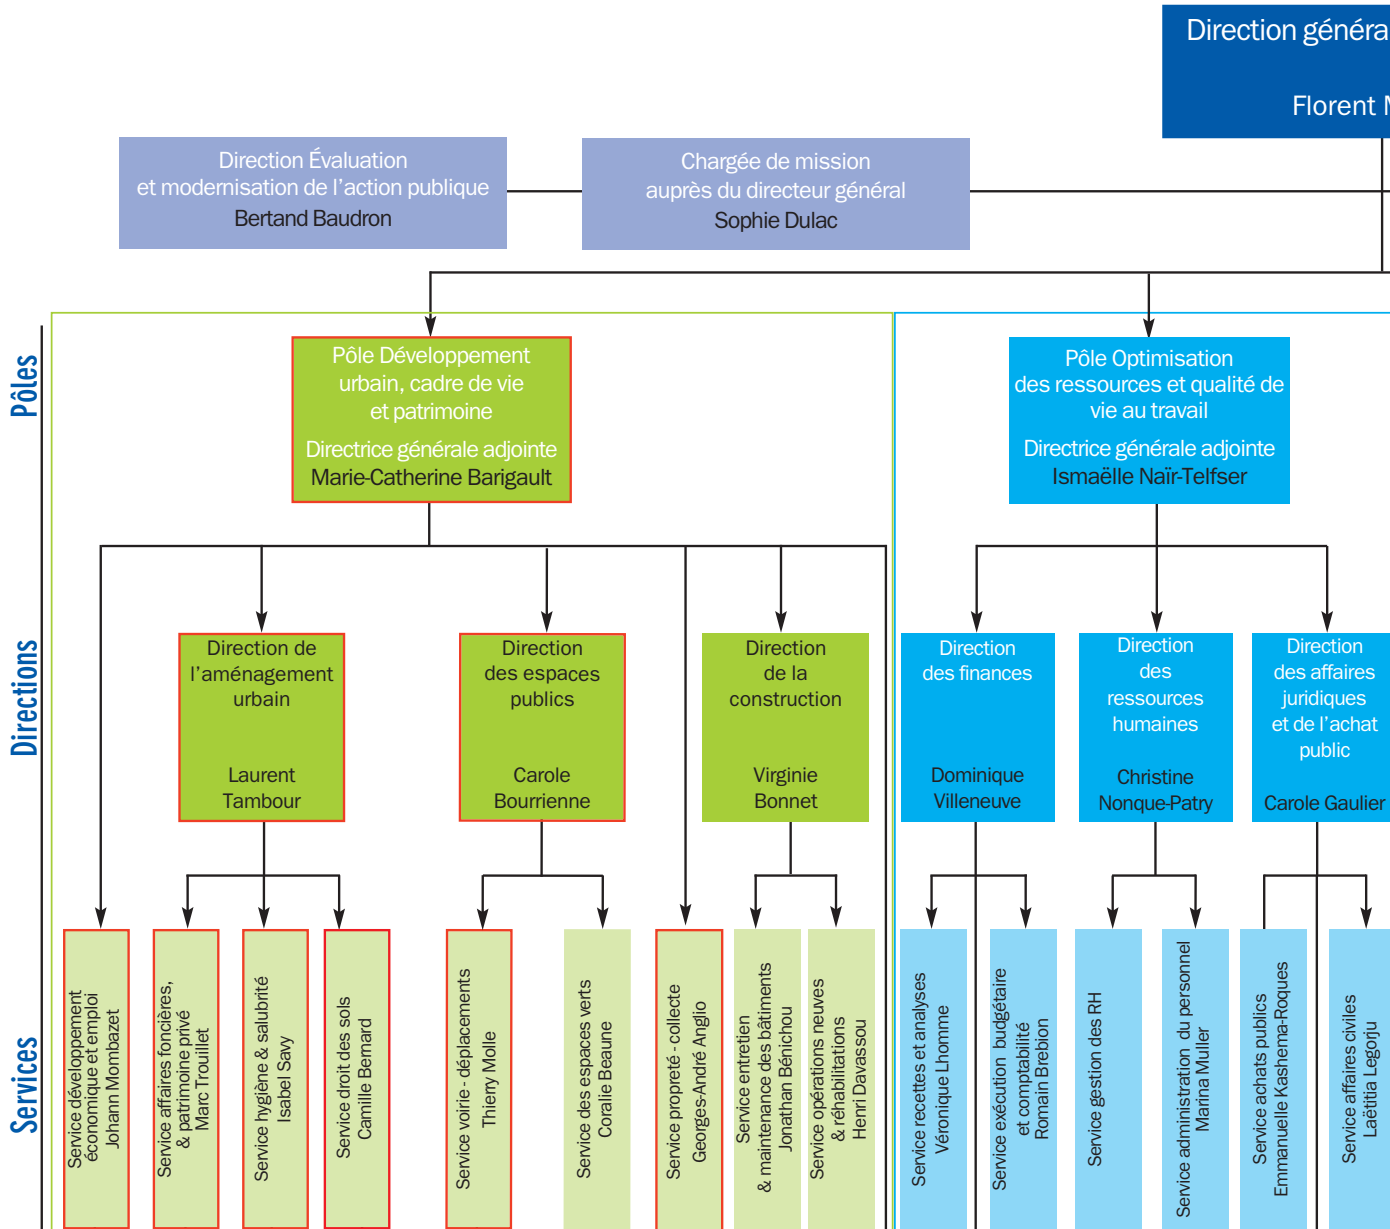 Direction généra
Florent M
Direction Évaluation
et modernisation de l'action publique
Bertand Baudron
Chargée de mission
auprès du directeur général
Sophie Dulac
Pôles
Pôle Développement
urbain, cadre de vie
et patrimoine
Directrice générale adjointe
Marie-Catherine Barigault
Pôle Optimisation
des ressources et qualité de
vie au travail
Directrice générale adjointe
Ismaëlle Naïr-Telfser
Directions
Direction de
l'aménagement
urbain
Laurent
Tambour
Direction
des espaces
publics
Carole
Bourrienne
Direction
de la
construction
Virginie
Bonnet
Direction
des finances
Dominique
Villeneuve
Direction
des
ressources
humaines
Christine
Nonque-Patry
Direction
des affaires
juridiques
et de l'achat
public
Carole Gaulier
Services
Service développement
économique et emploi
Johann Mombazet
Service affaires foncières,
& patrimoine privé
Marc Trouillet
Service hygiène & salubrité
Isabel Savy
Service droit des sols
Camille Bernard
Service voirie - déplacements
Thierry Molle
Service des espaces verts
Coralie Beaune
Service propreté - collecte
Georges-André Anglio
Service entretien
& maintenance des bâtiments
Jonathan Bénichou
Service opérations neuves
& réhabilitations
Henri Davassou
Service recettes et analyses
Véronique Lhomme
Service exécution budgétaire
et comptabilité
Romain Brebion
Service gestion des RH
Service administration du personnel
Marina Muller
Service achats publics
Emmanuelle Kashema-Roques
Service affaires civiles
Laëtitia Legorju